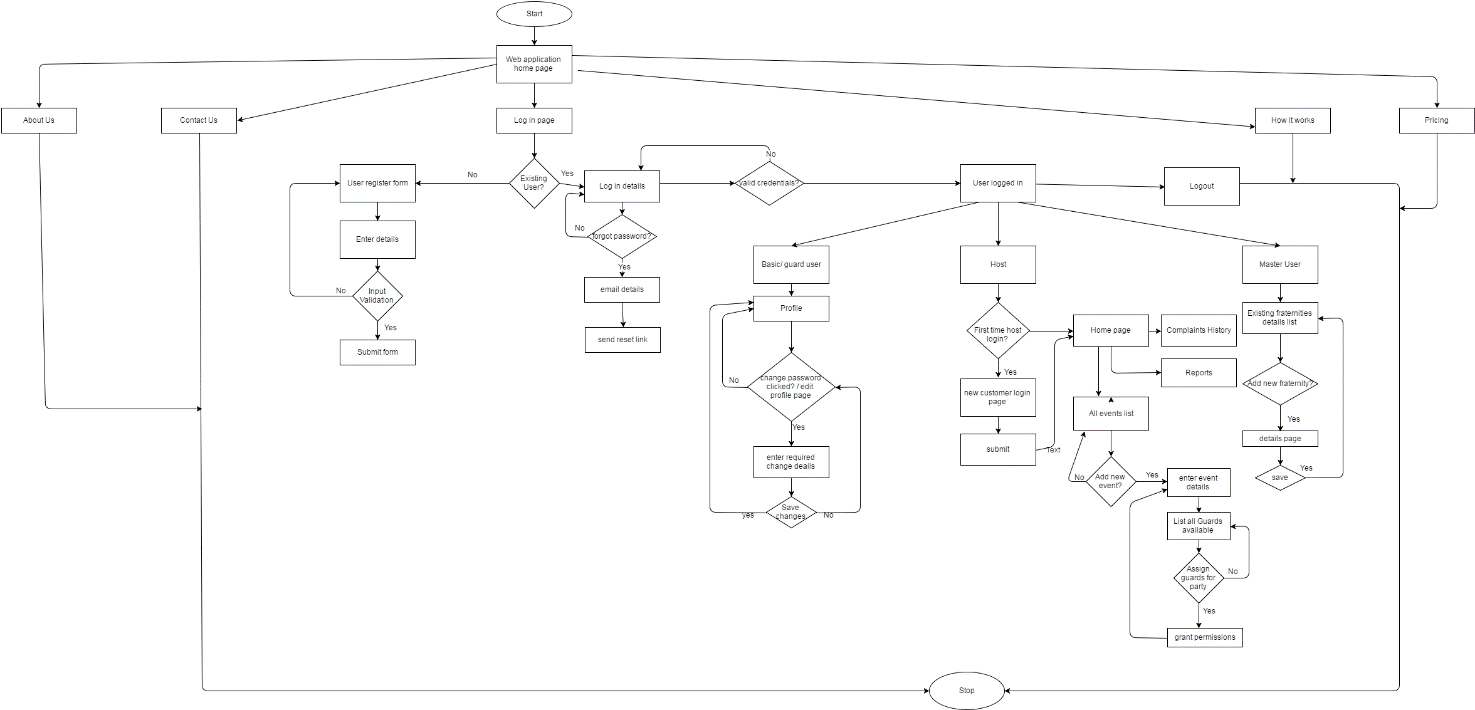 Start
Web application
home page
About Us
Contact Us
Log in page
How it works
Pricing
No
User register form
No
Existing
User?
Yes
Log in details
valid credentials?
User logged in
Logout
Enter details
No
forgot password?
Yes
Basic/ guard user
Host
Master User
No
Input
Validation
Yes
email details
Profile
Existing fraternities
details list
Submit form
send reset link
First time host
login?
Home page
Complaints History
Yes
Reports
No
change password
clicked? / edit
profile page
Yes
new customer login
page
All events list
Add new fraternity?
Yes
submit
Text
details page
enter required
change deails
No
Add new
event?
Yes
enter event
details
save
Yes
yes
Save
changes
No
List all Guards
available
Assign
guards for
party
No
Yes
grant permissions
Stop